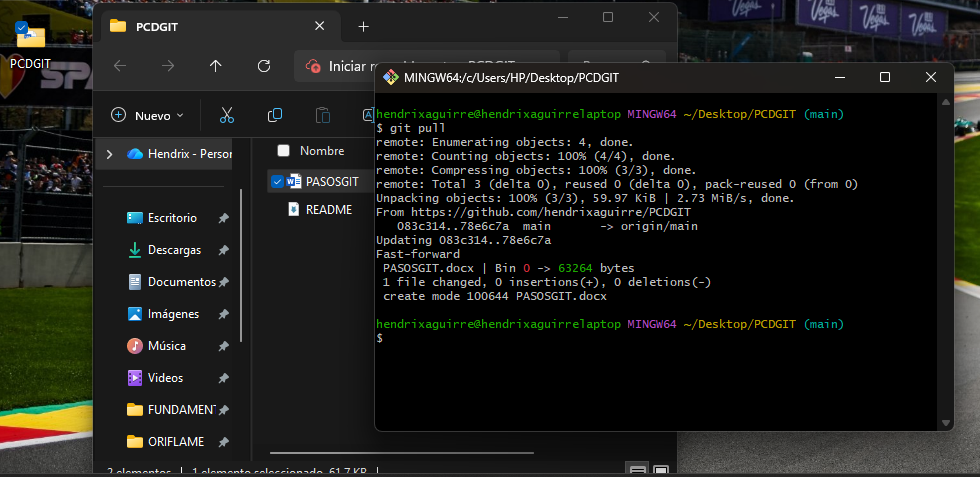 PCDGIT
PCDGIT
Iniciar
Nuevo
Hendrix - Person
Escritorio
Descargas
Documentos
Imágenes
Música
Videos
FUNDAMENT
ORIFLAME
Nombre
PASOSGIT
README
2 elementos | 1 elemento seleccionado 61.7 KB |
MINGW64:/c/Users/HP/Desktop/PCDGIT
hendrixaguirre@hendrixaguirrelaptop MINGW64 ~/Desktop/PCDGIT (main)
$ git pull
remote: Enumerating objects: 4, done.
remote: Counting objects: 100% (4/4), done.
remote: Compressing objects: 100% (3/3), done.
remote: Total 3 (delta 0), reused 0 (delta 0), pack-reused 0 (from 0)
Unpacking objects: 100% (3/3), 59.97 KiB | 2.73 MiB/s, done.
From https://github.com/hendrixaguirre/PCDGIT
   083c314..78e6c7a  main       -> origin/main
Updating 083c314..78e6c7a
Fast-forward
 PASOSGIT.docx | Bin 0 -> 63264 bytes
 1 file changed, 0 insertions(+), 0 deletions(-)
 create mode 100644 PASOSGIT.docx
hendrixaguirre@hendrixaguirrelaptop MINGW64 ~/Desktop/PCDGIT (main)
$
Vegas
Vegas
SPA